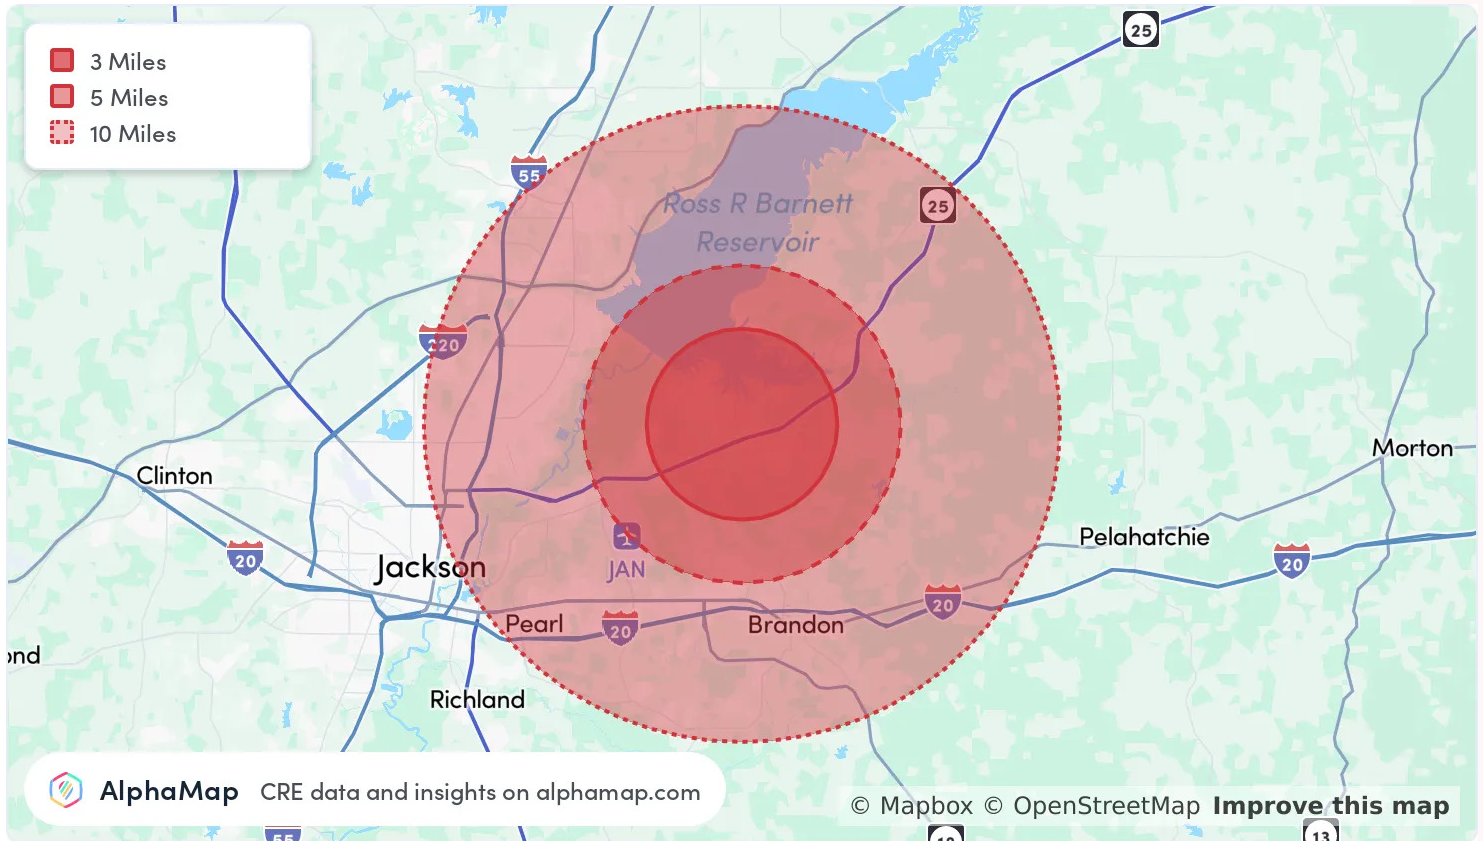 3 Miles
5 Miles
10 Miles
25
55
25
Ross R Barnett
Reservoir
220
Morton
Clinton
Pelahatchie
20
JAN
Jackson
20
20
Pearl
20
Brandon
ond
Richland
AlphaMap CRE data and insights on alphamap.com
© Mapbox © OpenStreetMap Improve this map
55
13